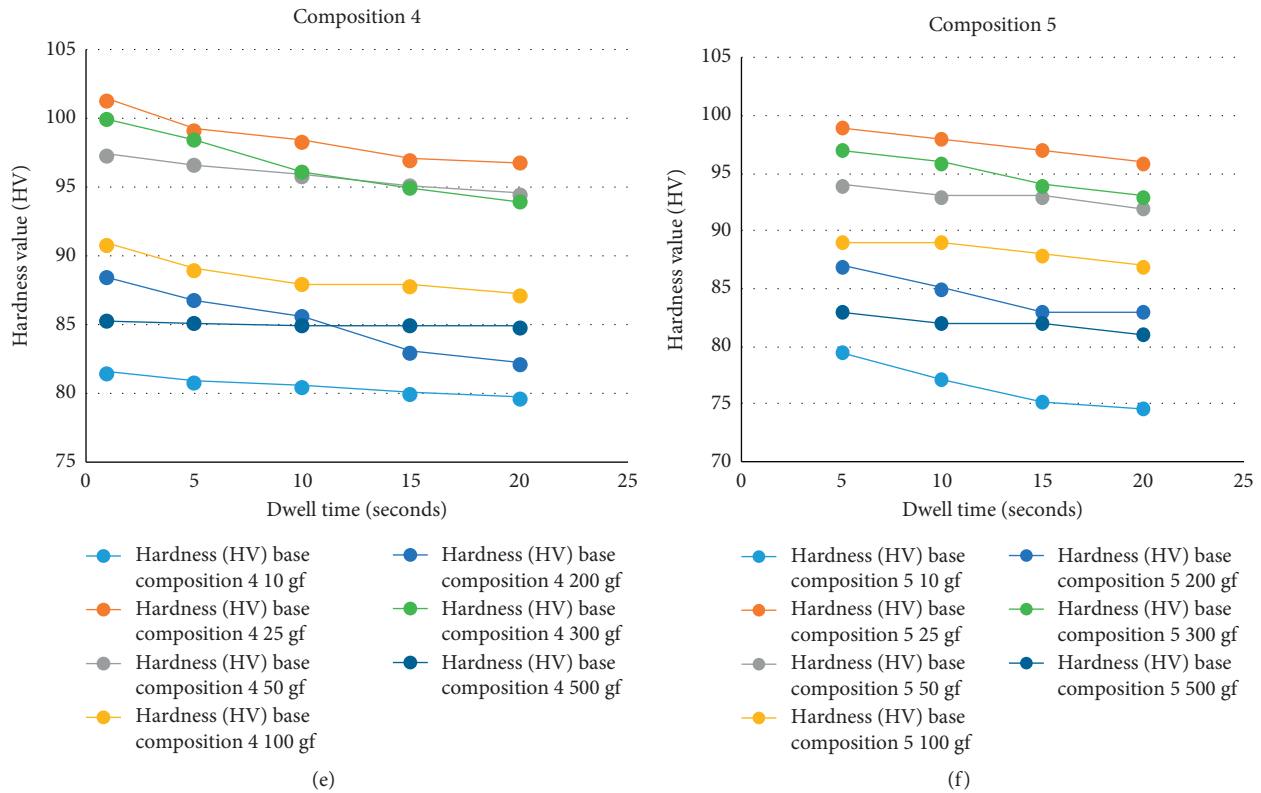 Composition 4
105
100
95
90
85
80
75
Hardness value (HV)
0 5 10 15 20 25
Dwell time (seconds)
Hardness (HV) base
composition 4 10 gf
Hardness (HV) base
composition 4 25 gf
Hardness (HV) base
composition 4 50 gf
Hardness (HV) base
composition 4 100 gf
Hardness (HV) base
composition 4 200 gf
Hardness (HV) base
composition 4 300 gf
Hardness (HV) base
composition 4 500 gf
(e)
Composition 5
105
100
95
90
85
80
75
70
Hardness value (HV)
0 5 10 15 20 25
Dwell time (seconds)
Hardness (HV) base
composition 5 10 gf
Hardness (HV) base
composition 5 25 gf
Hardness (HV) base
composition 5 50 gf
Hardness (HV) base
composition 5 100 gf
Hardness (HV) base
composition 5 200 gf
Hardness (HV) base
composition 5 300 gf
Hardness (HV) base
composition 5 500 gf
(f)